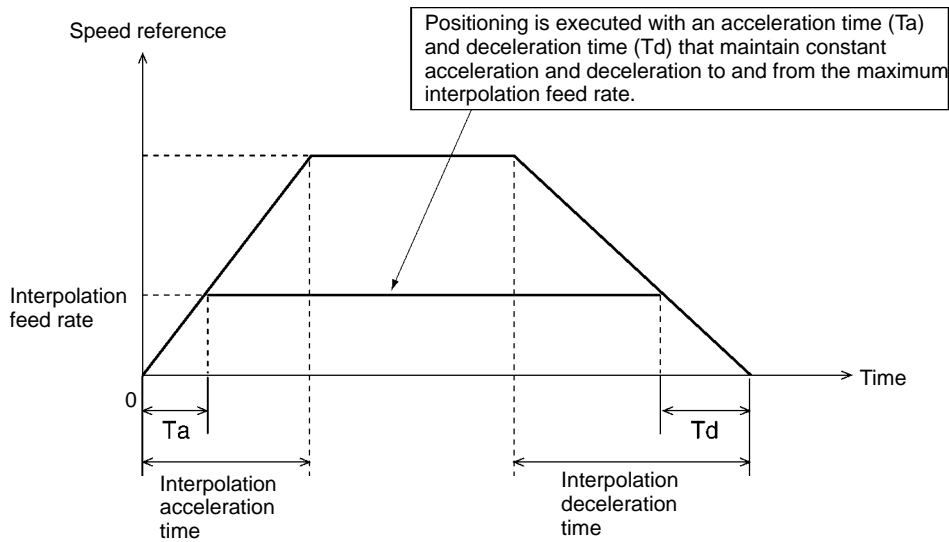 Speed reference
Positioning is executed with an acceleration time (Ta)
and deceleration time (Td) that maintain constant
acceleration and deceleration to and from the maximum
interpolation feed rate.
Interpolation
feed rate
0
Time
Ta
Td
Interpolation
acceleration
time
Interpolation
deceleration
time